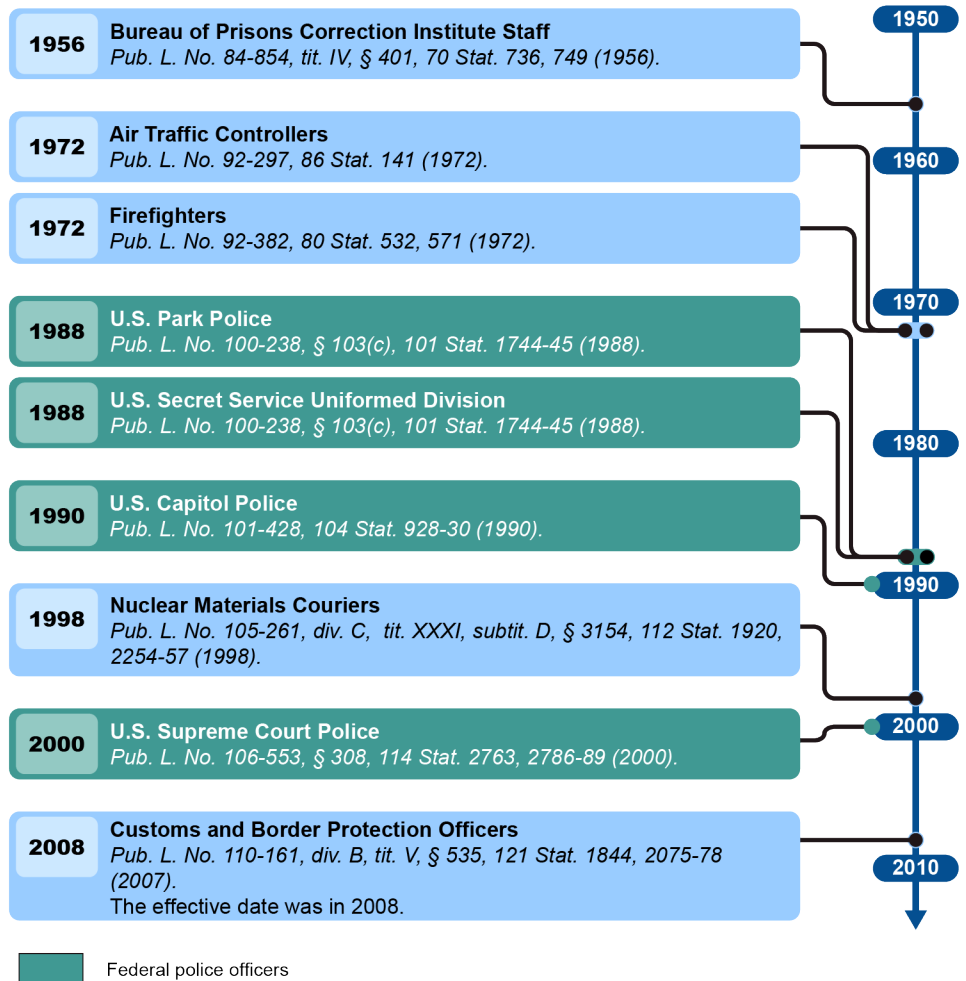 1956
Bureau of Prisons Correction Institute Staff
Pub. L. No. 84-854, tit. IV, § 401, 70 Stat. 736, 749 (1956).
1972
Air Traffic Controllers
Pub. L. No. 92-297, 86 Stat. 141 (1972).
1972
Firefighters
Pub. L. No. 92-382, 80 Stat. 532, 571 (1972).
1988
U.S. Park Police
Pub. L. No. 100-238, § 103(c), 101 Stat. 1744-45 (1988).
1988
U.S. Secret Service Uniformed Division
Pub. L. No. 100-238, § 103(c), 101 Stat. 1744-45 (1988).
1990
U.S. Capitol Police
Pub. L. No. 101-428, 104 Stat. 928-30 (1990).
1998
Nuclear Materials Couriers
Pub. L. No. 105-261, div. C, tit. XXXI, subtit. D, § 3154, 112 Stat. 1920,
2254-57 (1998).
2000
U.S. Supreme Court Police
Pub. L. No. 106-553, § 308, 114 Stat. 2763, 2786-89 (2000).
2008
Customs and Border Protection Officers
Pub. L. No. 110-161, div. B, tit. V, § 535, 121 Stat. 1844, 2075-78
(2007).
The effective date was in 2008.
1950
1960
1970
1980
1990
2000
2010
Federal police officers